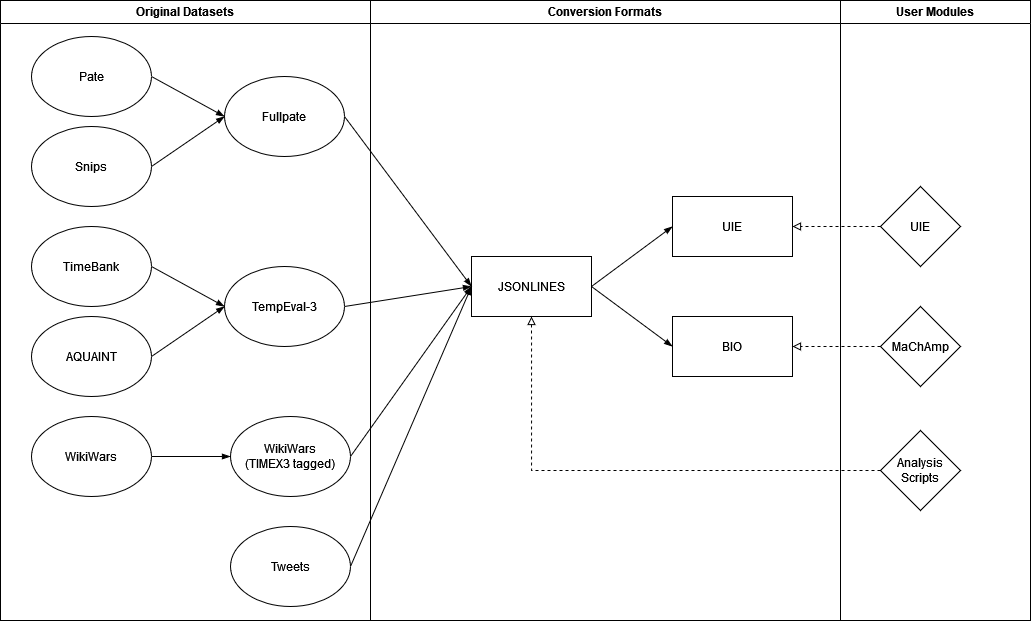 Original Datasets
Conversion Formats
User Modules
Pate
Snips
Fullpate
TimeBank
AQUAINT
TempEval-3
WikiWars
WikiWars
(TIMEX3 tagged)
Tweets
JSONLINES
UIE
BIO
UIE
MaChAmp
Analysis
Scripts